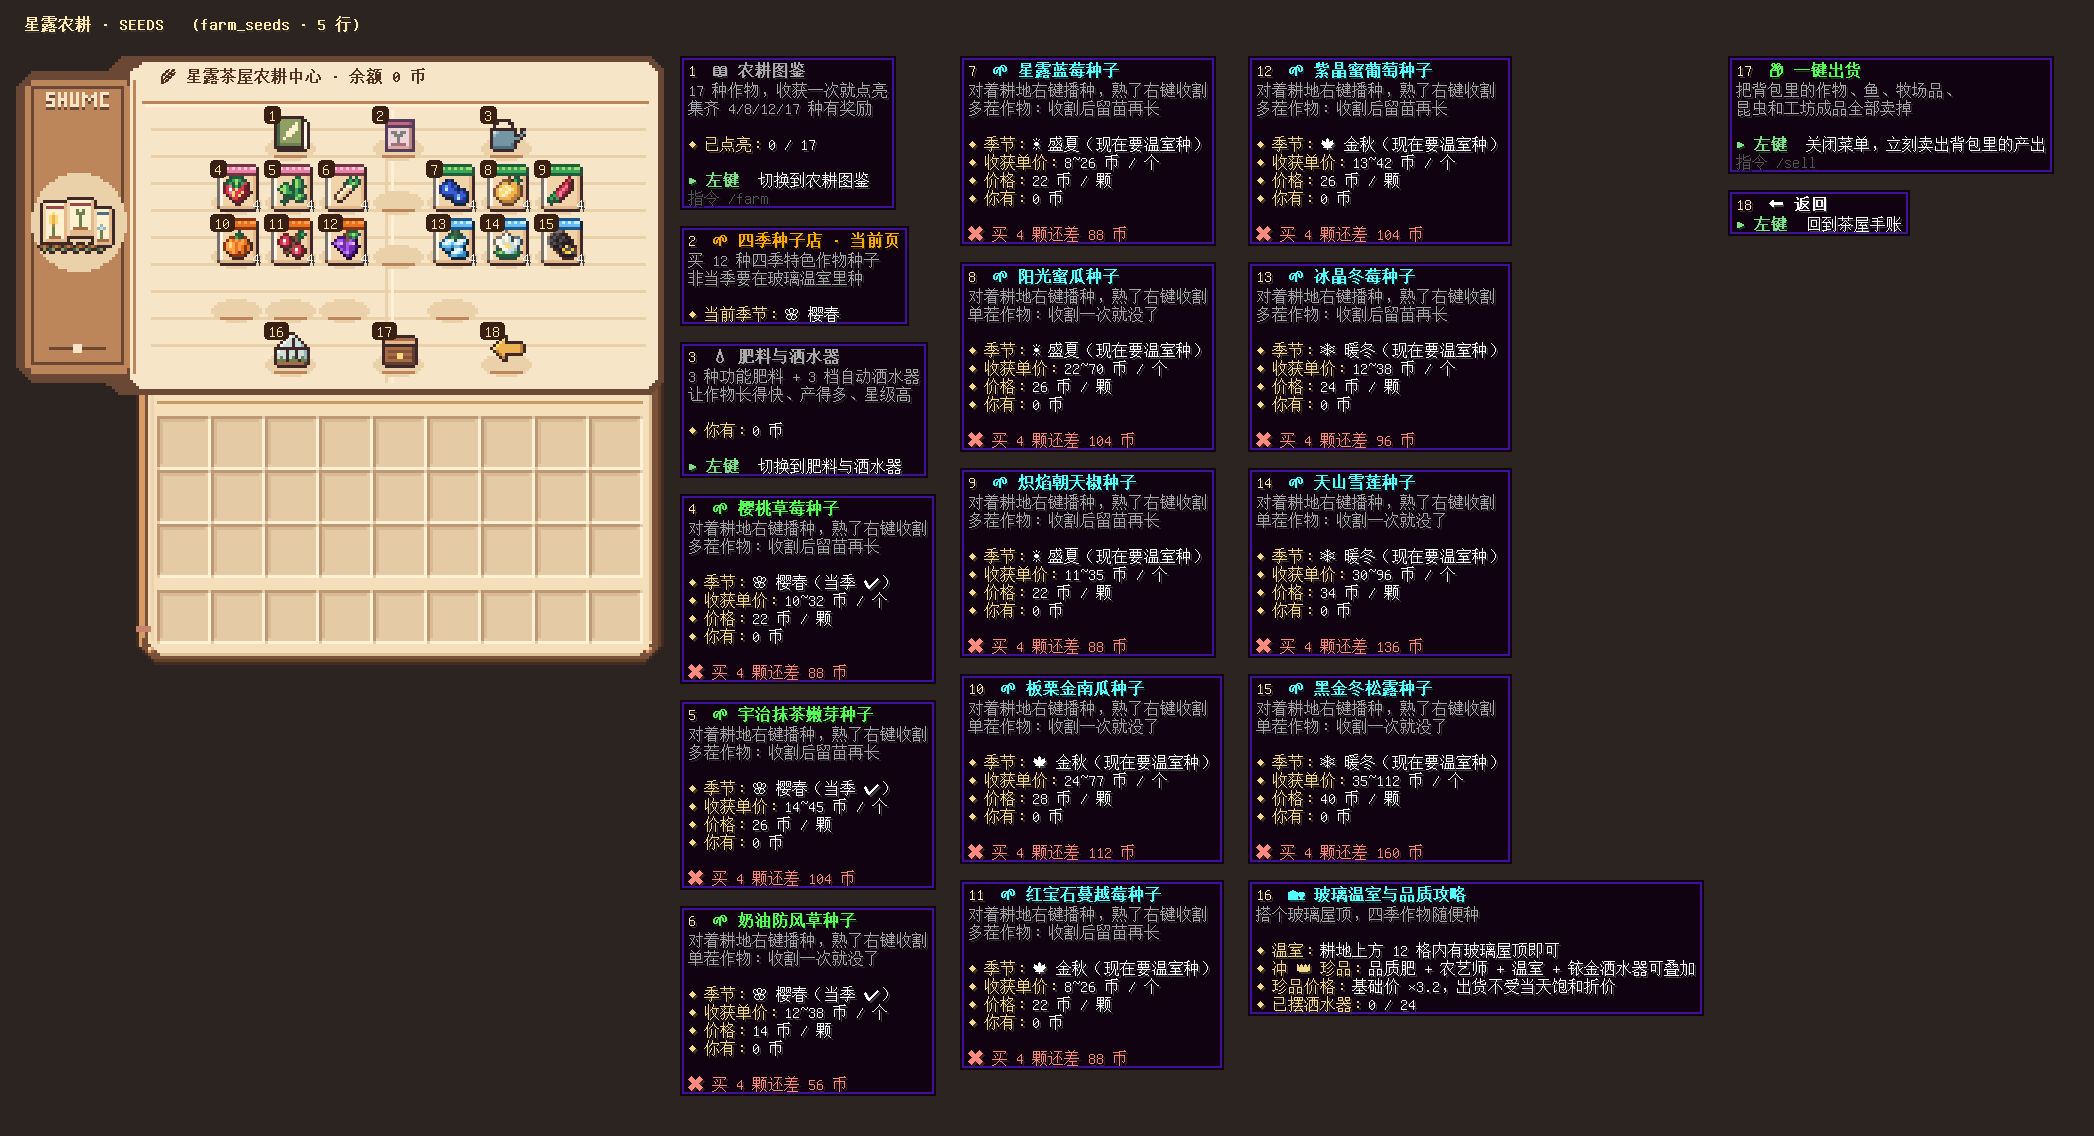 星露农耕 · SEEDS (farm_seeds · 5 行)
SHUMC
星露茶屋农耕中心 · 余额 0 币
1
2
3
4
5
6
7
8
9
4
4
4
4
4
4
10
11
12
13
14
15
4
4
4
4
4
4
16
17
18
1 农耕图鉴
17 种作物，收获一次就点亮
集齐 4/8/12/17 种有奖励
◆ 已点亮：0 / 17
▶ 左键 切换到农耕图鉴
指令 /farm
2 四季种子店 · 当前页
买 12 种四季特色作物种子
非当季要在玻璃温室里种
◆ 当前季节：🌸 樱春
3 肥料与洒水器
3 种功能肥料 + 3 档自动洒水器
让作物长得快、产得多、星级高
◆ 你有：0 币
▶ 左键 切换到肥料与洒水器
4 樱桃草莓种子
对着耕地右键播种，熟了右键收割
多茬作物：收割后留苗再长
◆ 季节：🌸 樱春（当季 ✔）
◆ 收获单价：10~32 币 / 个
◆ 价格：22 币 / 颗
◆ 你有：0 币
✖ 买 4 颗还差 88 币
5 宇治抹茶嫩芽种子
对着耕地右键播种，熟了右键收割
多茬作物：收割后留苗再长
◆ 季节：🌸 樱春（当季 ✔）
◆ 收获单价：14~45 币 / 个
◆ 价格：26 币 / 颗
◆ 你有：0 币
✖ 买 4 颗还差 104 币
6 奶油防风草种子
对着耕地右键播种，熟了右键收割
单茬作物：收割一次就没了
◆ 季节：🌸 樱春（当季 ✔）
◆ 收获单价：12~38 币 / 个
◆ 价格：14 币 / 颗
◆ 你有：0 币
✖ 买 4 颗还差 56 币
7 星露蓝莓种子
对着耕地右键播种，熟了右键收割
多茬作物：收割后留苗再长
◆ 季节：☀ 盛夏（现在要温室种）
◆ 收获单价：8~26 币 / 个
◆ 价格：22 币 / 颗
◆ 你有：0 币
✖ 买 4 颗还差 88 币
8 阳光蜜瓜种子
对着耕地右键播种，熟了右键收割
单茬作物：收割一次就没了
◆ 季节：☀ 盛夏（现在要温室种）
◆ 收获单价：22~70 币 / 个
◆ 价格：26 币 / 颗
◆ 你有：0 币
✖ 买 4 颗还差 104 币
9 炽焰朝天椒种子
对着耕地右键播种，熟了右键收割
多茬作物：收割后留苗再长
◆ 季节：☀ 盛夏（现在要温室种）
◆ 收获单价：11~35 币 / 个
◆ 价格：22 币 / 颗
◆ 你有：0 币
✖ 买 4 颗还差 88 币
10 板栗金南瓜种子
对着耕地右键播种，熟了右键收割
单茬作物：收割一次就没了
◆ 季节：🍁 金秋（现在要温室种）
◆ 收获单价：24~77 币 / 个
◆ 价格：28 币 / 颗
◆ 你有：0 币
✖ 买 4 颗还差 112 币
11 红宝石蔓越莓种子
对着耕地右键播种，熟了右键收割
多茬作物：收割后留苗再长
◆ 季节：🍁 金秋（现在要温室种）
◆ 收获单价：8~26 币 / 个
◆ 价格：22 币 / 颗
◆ 你有：0 币
✖ 买 4 颗还差 88 币
12 紫晶蜜葡萄种子
对着耕地右键播种，熟了右键收割
多茬作物：收割后留苗再长
◆ 季节：🍁 金秋（现在要温室种）
◆ 收获单价：13~42 币 / 个
◆ 价格：26 币 / 颗
◆ 你有：0 币
✖ 买 4 颗还差 104 币
13 冰晶冬莓种子
对着耕地右键播种，熟了右键收割
多茬作物：收割后留苗再长
◆ 季节：❄ 暖冬（现在要温室种）
◆ 收获单价：12~38 币 / 个
◆ 价格：24 币 / 颗
◆ 你有：0 币
✖ 买 4 颗还差 96 币
14 天山雪莲种子
对着耕地右键播种，熟了右键收割
单茬作物：收割一次就没了
◆ 季节：❄ 暖冬（现在要温室种）
◆ 收获单价：30~96 币 / 个
◆ 价格：34 币 / 颗
◆ 你有：0 币
✖ 买 4 颗还差 136 币
15 黑金冬松露种子
对着耕地右键播种，熟了右键收割
单茬作物：收割一次就没了
◆ 季节：❄ 暖冬（现在要温室种）
◆ 收获单价：35~112 币 / 个
◆ 价格：40 币 / 颗
◆ 你有：0 币
✖ 买 4 颗还差 160 币
16 玻璃温室与品质攻略
搭个玻璃屋顶，四季作物随便种
◆ 温室：耕地上方 12 格内有玻璃屋顶即可
◆ 冲 👑 珍品：品质肥 + 农艺师 + 温室 + 铱金洒水器可叠加
◆ 珍品价格：基础价 ×3.2，出货不受当天饱和折价
◆ 已摆洒水器：0 / 24
17 一键出货
把背包里的作物、鱼、牧场品、
昆虫和工坊成品全部卖掉
▶ 左键 关闭菜单，立刻卖出背包里的产出
指令 /sell
18 ⬅ 返回
▶ 左键 回到茶屋手账